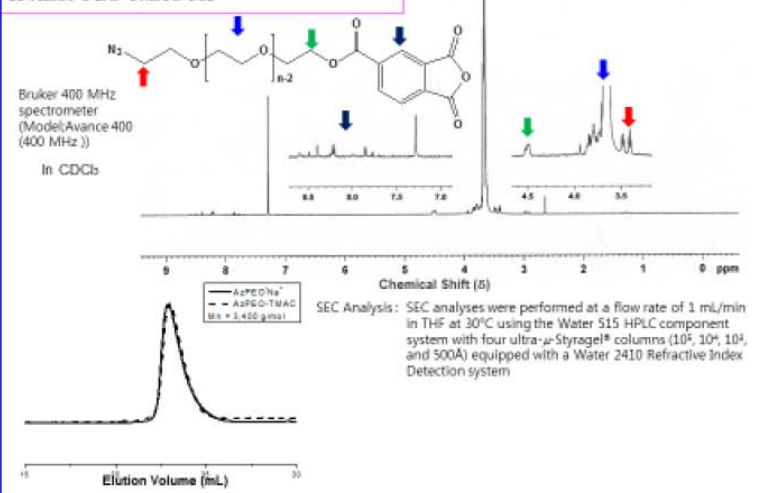 N₃
O
O
n-2
O
O
O
O
O
Bruker 400 MHz
spectrometer
(Model;Avance 400
(400 MHz ))
In CDCl₃
8.5 8.0 7.5 7.0
4.5 4.0 3.5
9 8 7 6 5 4 3 2 1 0 ppm
Chemical Shift (δ)
AzPEO⁻Na⁺
AzPEO-TMAC
Mn = 3,400 g/mol
SEC Analysis : SEC analyses were performed at a flow rate of 1 mL/min
in THF at 30°C using the Water 515 HPLC component
system with four ultra-μ-Styragel® columns (10⁵, 10⁴, 10³,
and 500Å) equipped with a Water 2410 Refractive Index
Detection system
30
Elution Volume (mL)